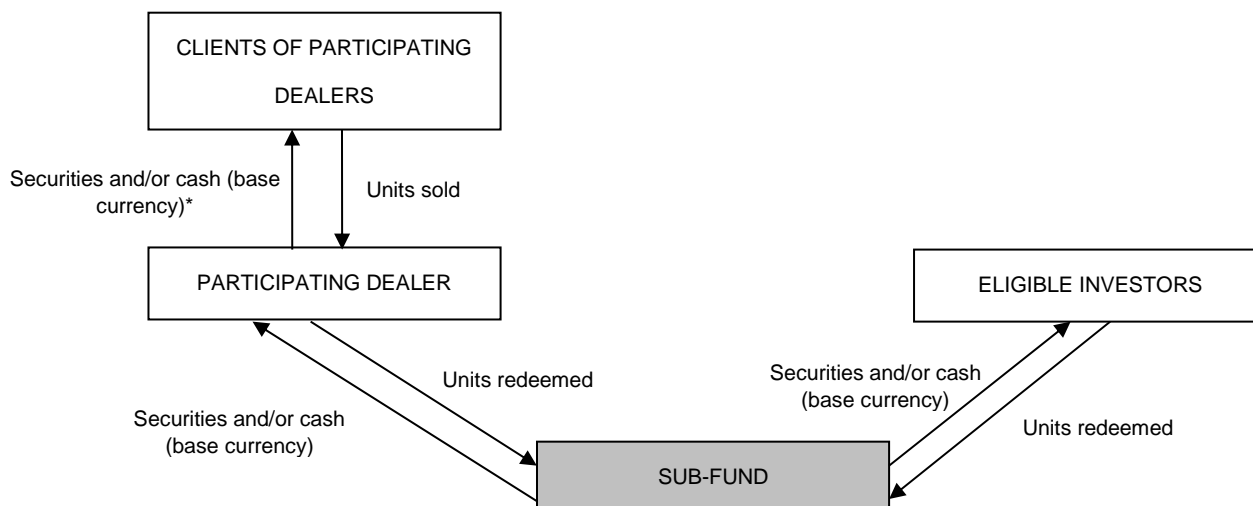 CLIENTS OF PARTICIPATING
DEALERS
Securities and/or cash (base
currency)*
Units sold
PARTICIPATING DEALER
ELIGIBLE INVESTORS
Units redeemed
Securities and/or cash
(base currency)
Securities and/or cash
(base currency)
Units redeemed
SUB-FUND